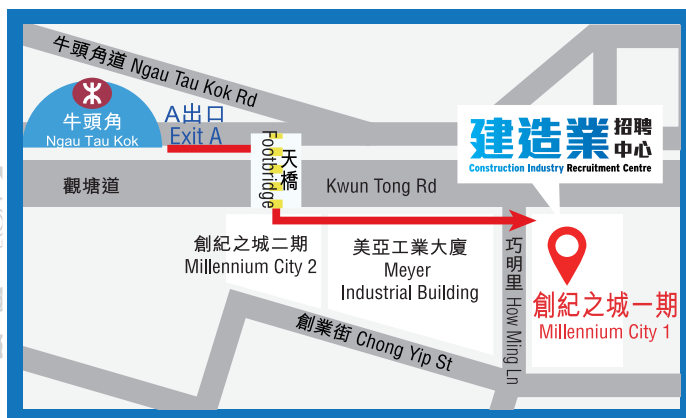 牛頭角道 Ngau Tau Kok Rd
牛頭角
Ngau Tau Kok
A出口
Exit A
天橋
Footbridge
建造業 招聘中心
Construction Industry Recruitment Centre
觀塘道
Kwun Tong Rd
創紀之城二期
Millennium City 2
美亞工業大廈
Meyer
Industrial Building
巧明里 How Ming Ln
創紀之城一期
Millennium City 1
創業街 Chong Yip St